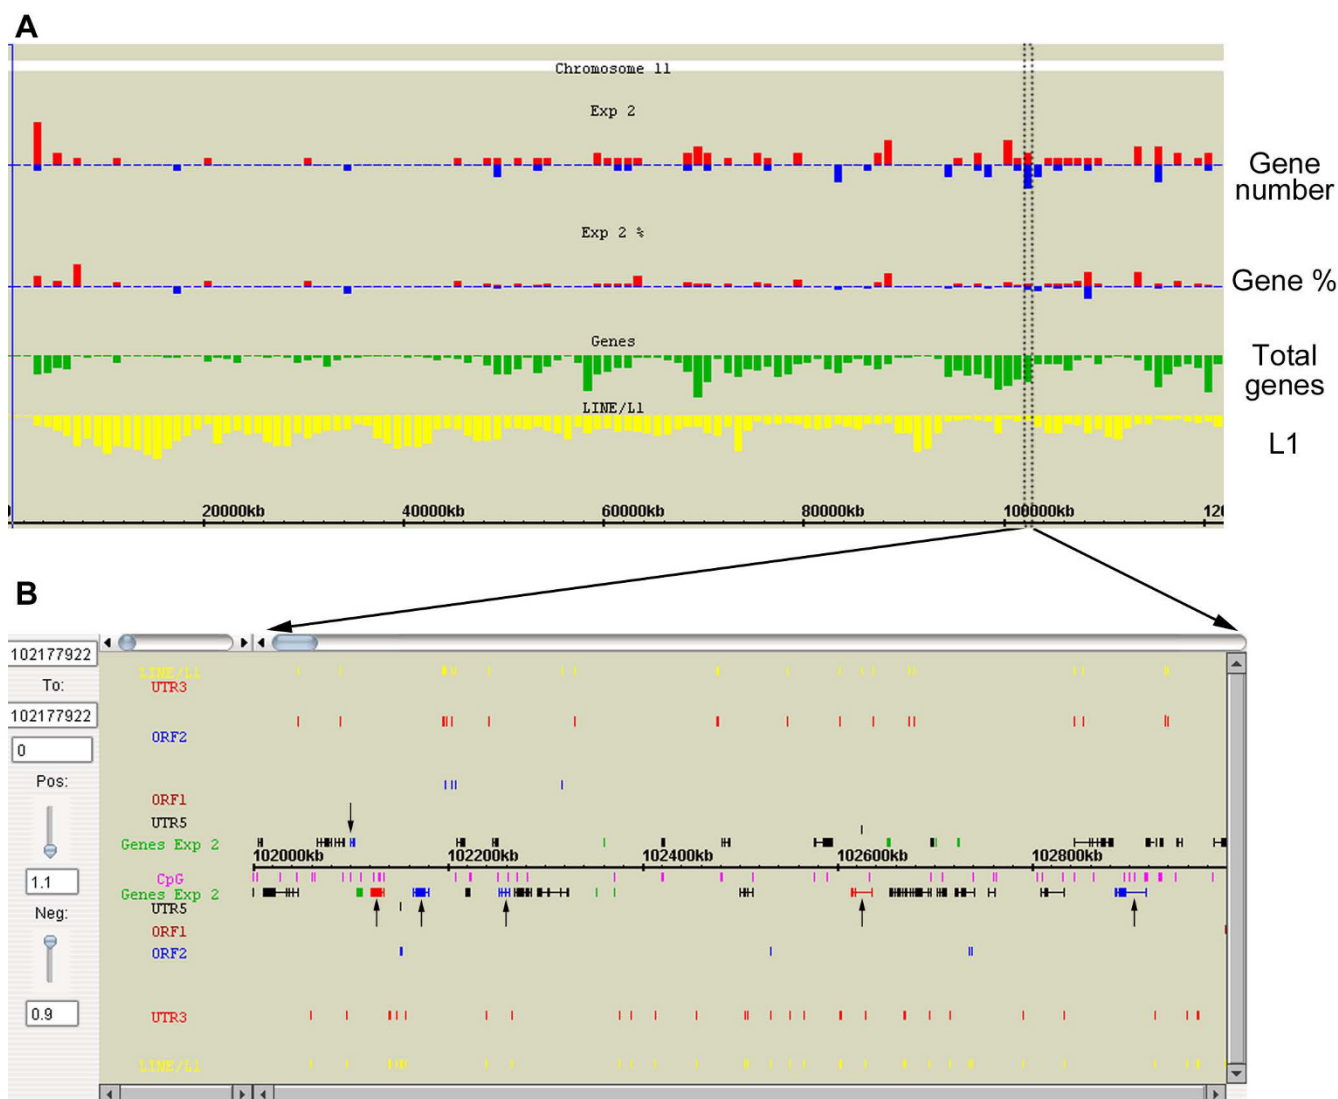 A
Chromosome 11
Exp 2
Gene
number
Exp 2 %
Gene %
Genes
Total
genes
LINE/L1
L1
20000kb 40000kb 60000kb 80000kb 100000kb 120
B
102177922
To:
102177922
0
Pos:
1.1
Neg:
0.9
LINE/L1
UTR3
ORF2
ORF1
UTR5
Genes Exp 2
102000kb 102200kb 102400kb 102600kb 102800kb
CpG
Genes Exp 2
UTR5
ORF1
ORF2
UTR3
LINE/L1